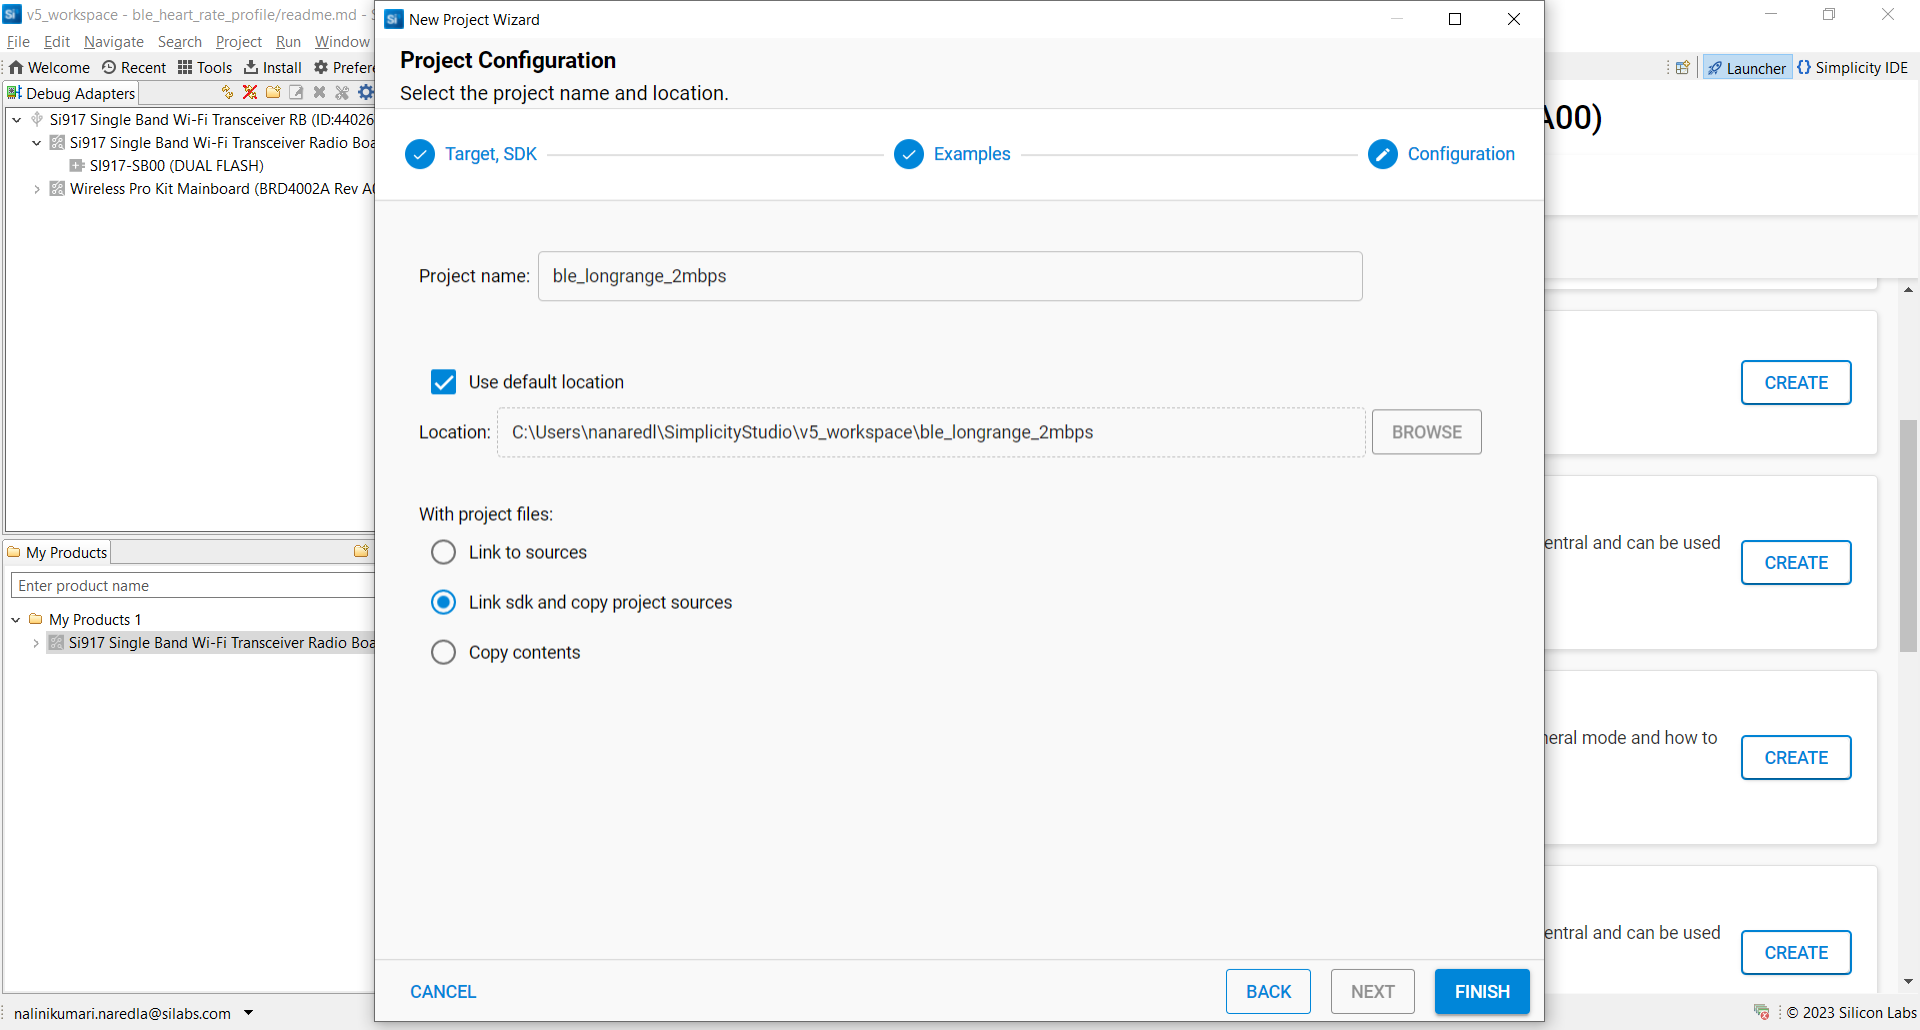 v5_workspace - ble_heart_rate_profile/readme.md - S
File Edit Navigate Search Project Run Window
Welcome Recent Tools Install Prefere
Launcher {} Simplicity IDE
Debug Adapters
Si917 Single Band Wi-Fi Transceiver RB (ID:44026
Si917 Single Band Wi-Fi Transceiver Radio Boa
SI917-SB00 (DUAL FLASH)
Wireless Pro Kit Mainboard (BRD4002A Rev A0
My Products
Enter product name
My Products 1
Si917 Single Band Wi-Fi Transceiver Radio Boa
nalinikumari.naredla@silabs.com
Si New Project Wizard
Project Configuration
Select the project name and location.
Target, SDK Examples Configuration
Project name: ble_longrange_2mbps
Use default location
Location: C:\Users\nanaredl\SimplicityStudio\v5_workspace\ble_longrange_2mbps BROWSE
With project files:
Link to sources
Link sdk and copy project sources
Copy contents
CANCEL BACK NEXT FINISH
A00)
CREATE
entral and can be used
CREATE
neral mode and how to
CREATE
entral and can be used
CREATE
© 2023 Silicon Labs